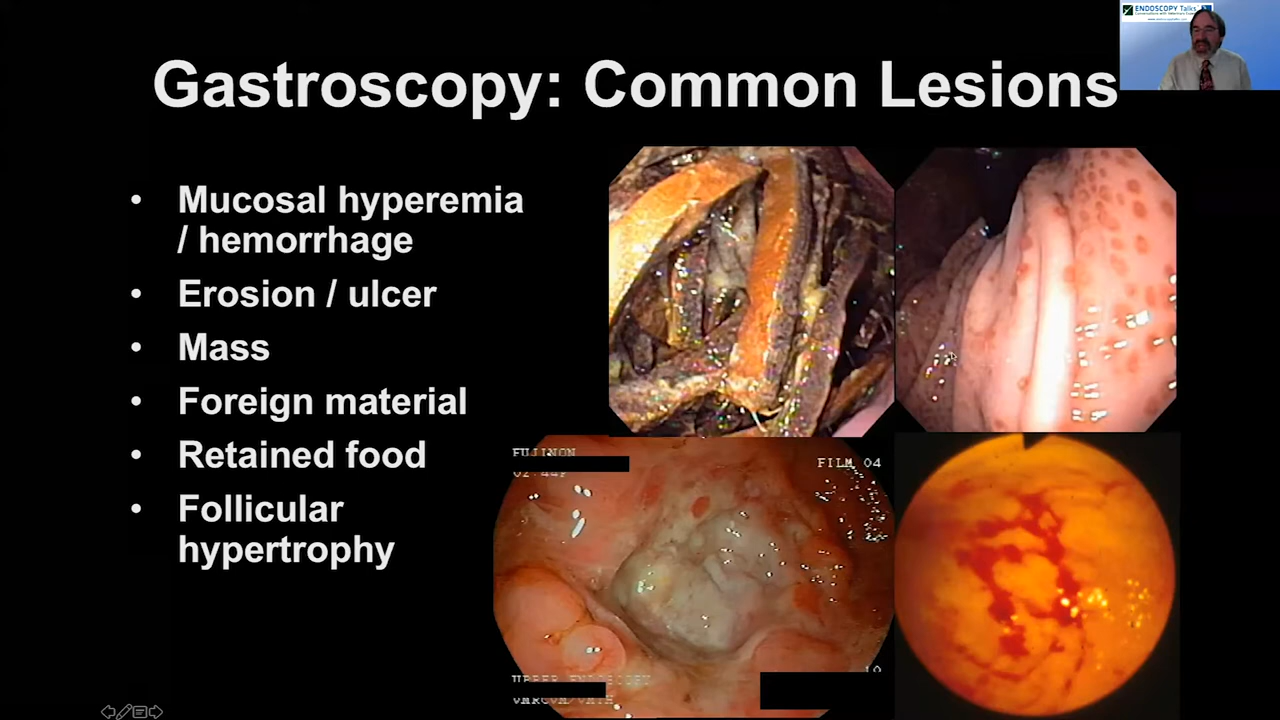 ENDOSCOPY Talks
Gastroscopy: Common Lesions
• Mucosal hyperemia
/ hemorrhage
• Erosion / ulcer
• Mass
• Foreign material
• Retained food
• Follicular
hypertrophy
FUJINON
FILM 04
10